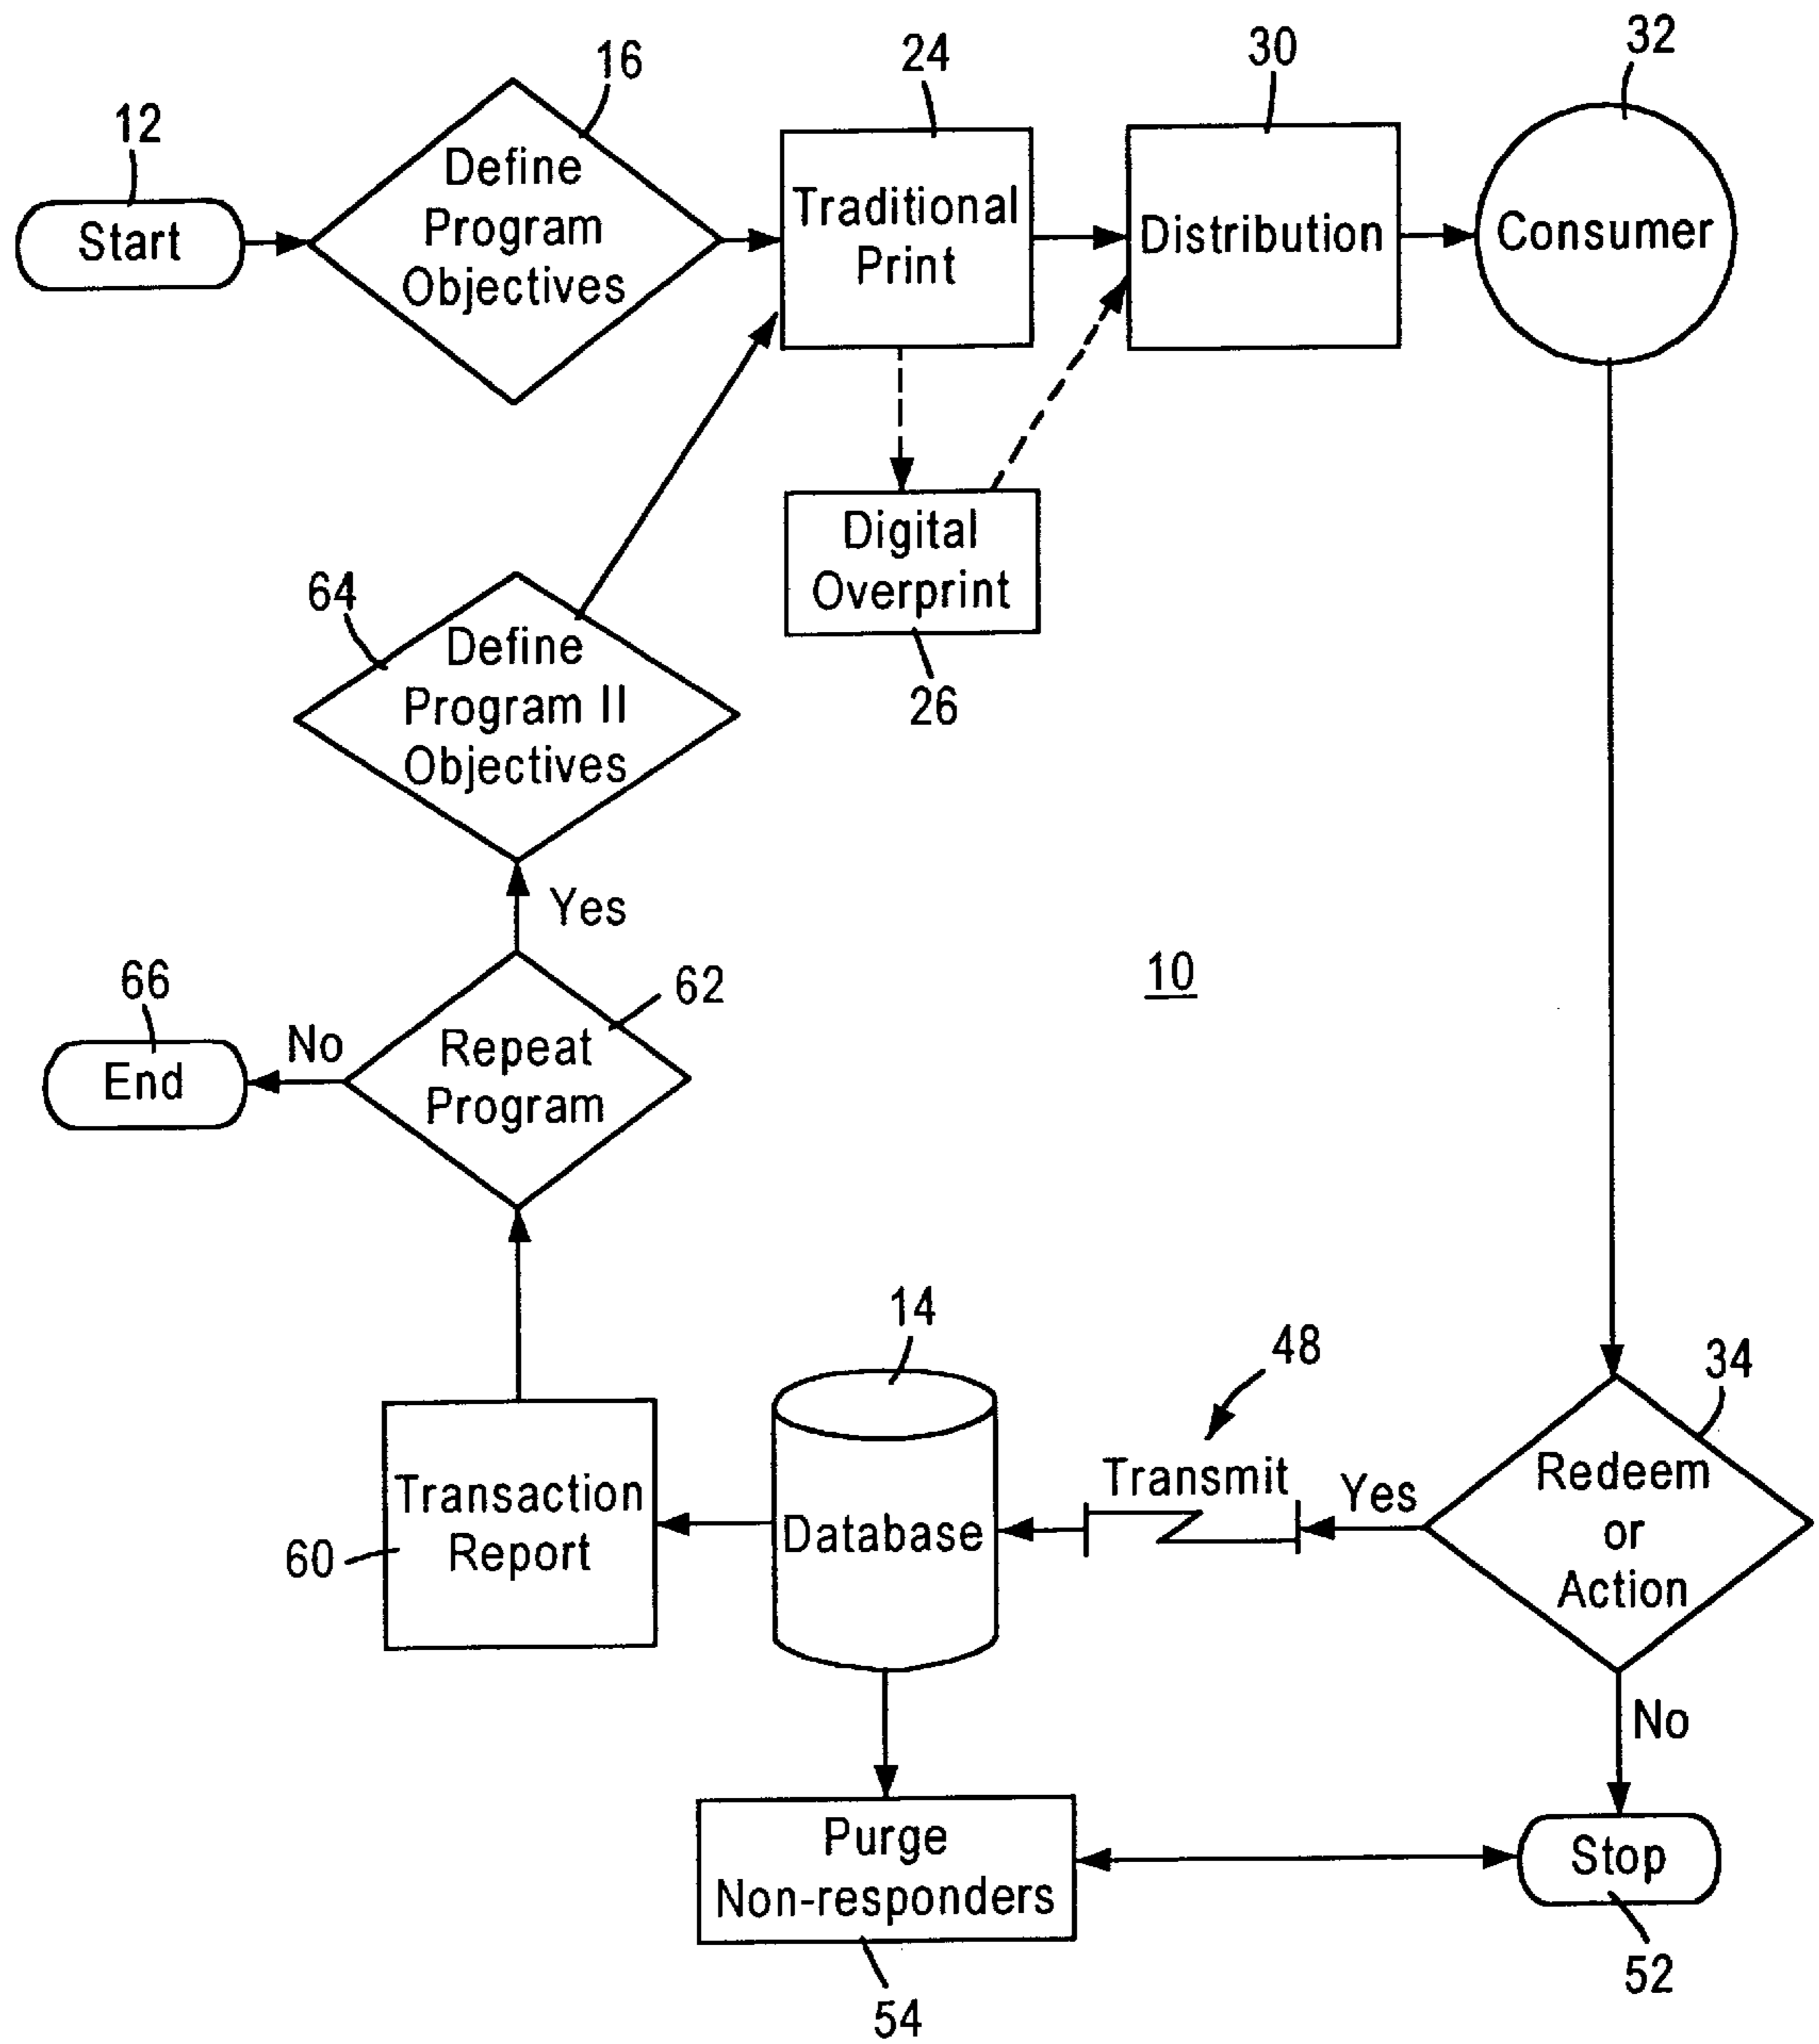 16
24
30
32
12
Define
Program
Objectives
Start
Traditional
Print
Distribution
Consumer
Digital
Overprint
26
64
Define
Program II
Objectives
Yes
10
66
62
No
End
Repeat
Program
14
48
34
Transaction
Report
60
Database
Transmit
Yes
Redeem
or
Action
No
Purge
Non-responders
54
Stop
52